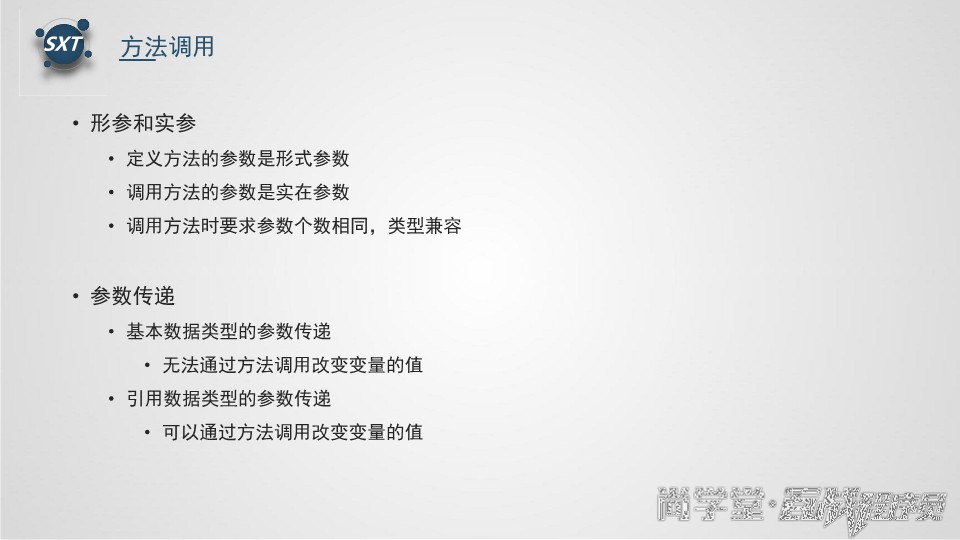 SXT
方法调用
• 形参和实参
• 定义方法的参数是形式参数
• 调用方法的参数是实在参数
• 调用方法时要求参数个数相同，类型兼容
• 参数传递
• 基本数据类型的参数传递
• 无法通过方法调用改变变量的值
• 引用数据类型的参数传递
• 可以通过方法调用改变变量的值
尚学堂·百战程序员